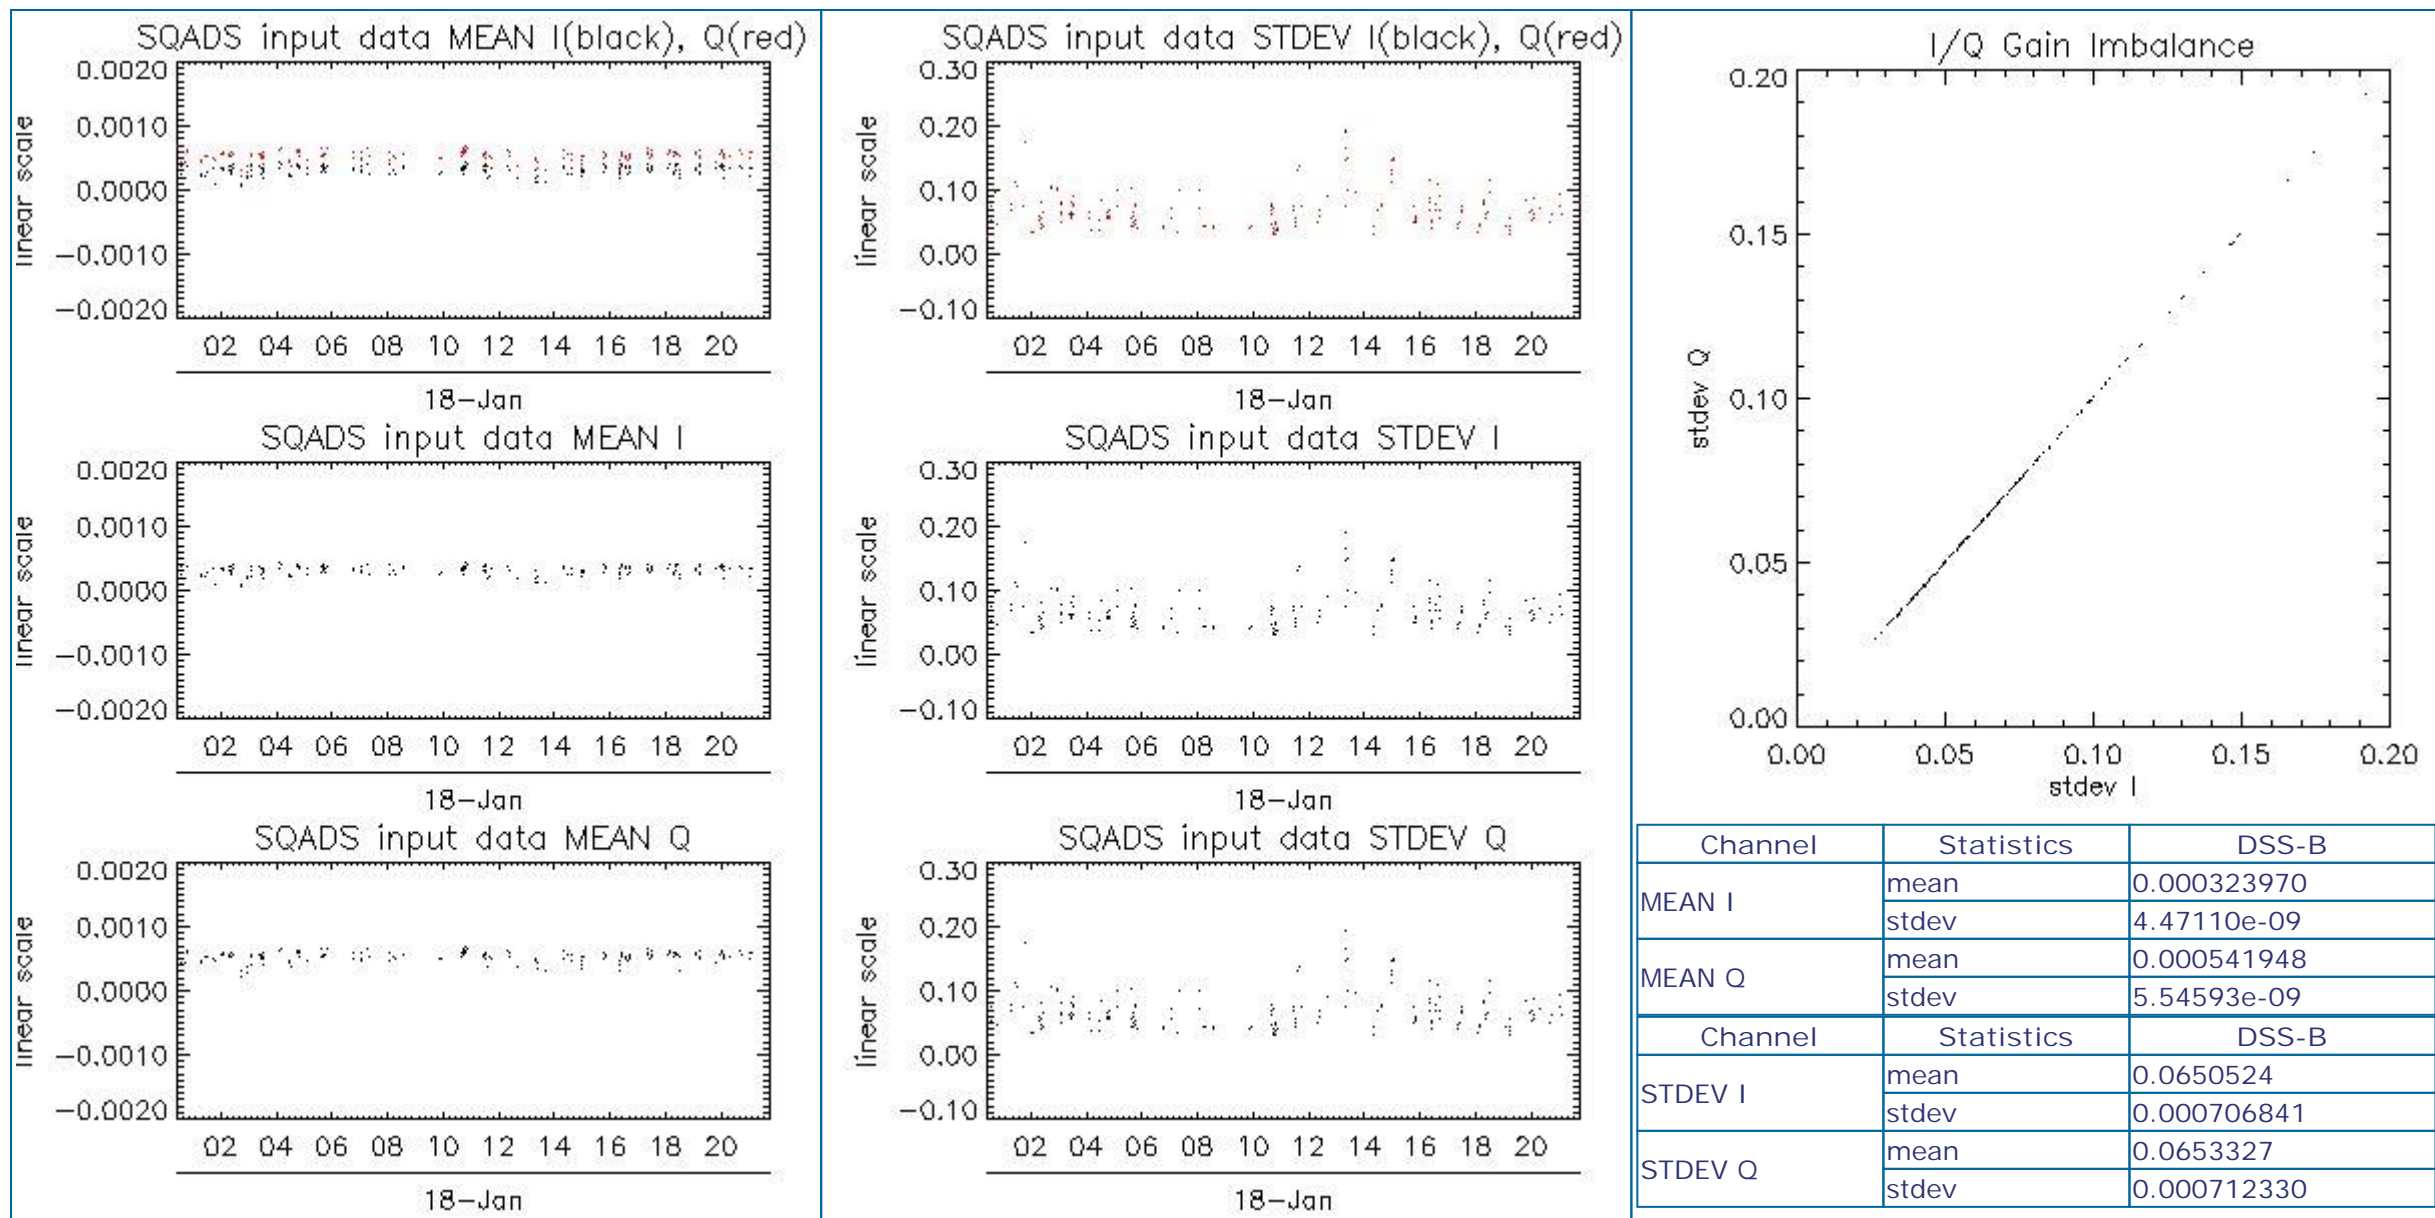 SQADS input data MEAN I(black), Q(red)
linear scale
0.0020
0.0010
0.0000
−0.0010
−0.0020
02 04 06 08 10 12 14 16 18 20
18−Jan
SQADS input data MEAN I
linear scale
0.0020
0.0010
0.0000
−0.0010
−0.0020
02 04 06 08 10 12 14 16 18 20
18−Jan
SQADS input data MEAN Q
linear scale
0.0020
0.0010
0.0000
−0.0010
−0.0020
02 04 06 08 10 12 14 16 18 20
18−Jan
SQADS input data STDEV I(black), Q(red)
linear scale
0.30
0.20
0.10
0.00
−0.10
02 04 06 08 10 12 14 16 18 20
18−Jan
SQADS input data STDEV I
linear scale
0.30
0.20
0.10
0.00
−0.10
02 04 06 08 10 12 14 16 18 20
18−Jan
SQADS input data STDEV Q
linear scale
0.30
0.20
0.10
0.00
−0.10
02 04 06 08 10 12 14 16 18 20
18−Jan
I/Q Gain Imbalance
stdev Q
0.20
0.15
0.10
0.05
0.00
0.00 0.05 0.10 0.15 0.20
stdev I
Channel Statistics DSS-B
MEAN I mean 0.000323970
stdev 4.47110e-09
MEAN Q mean 0.000541948
stdev 5.54593e-09
Channel Statistics DSS-B
STDEV I mean 0.0650524
stdev 0.000706841
STDEV Q mean 0.0653327
stdev 0.000712330